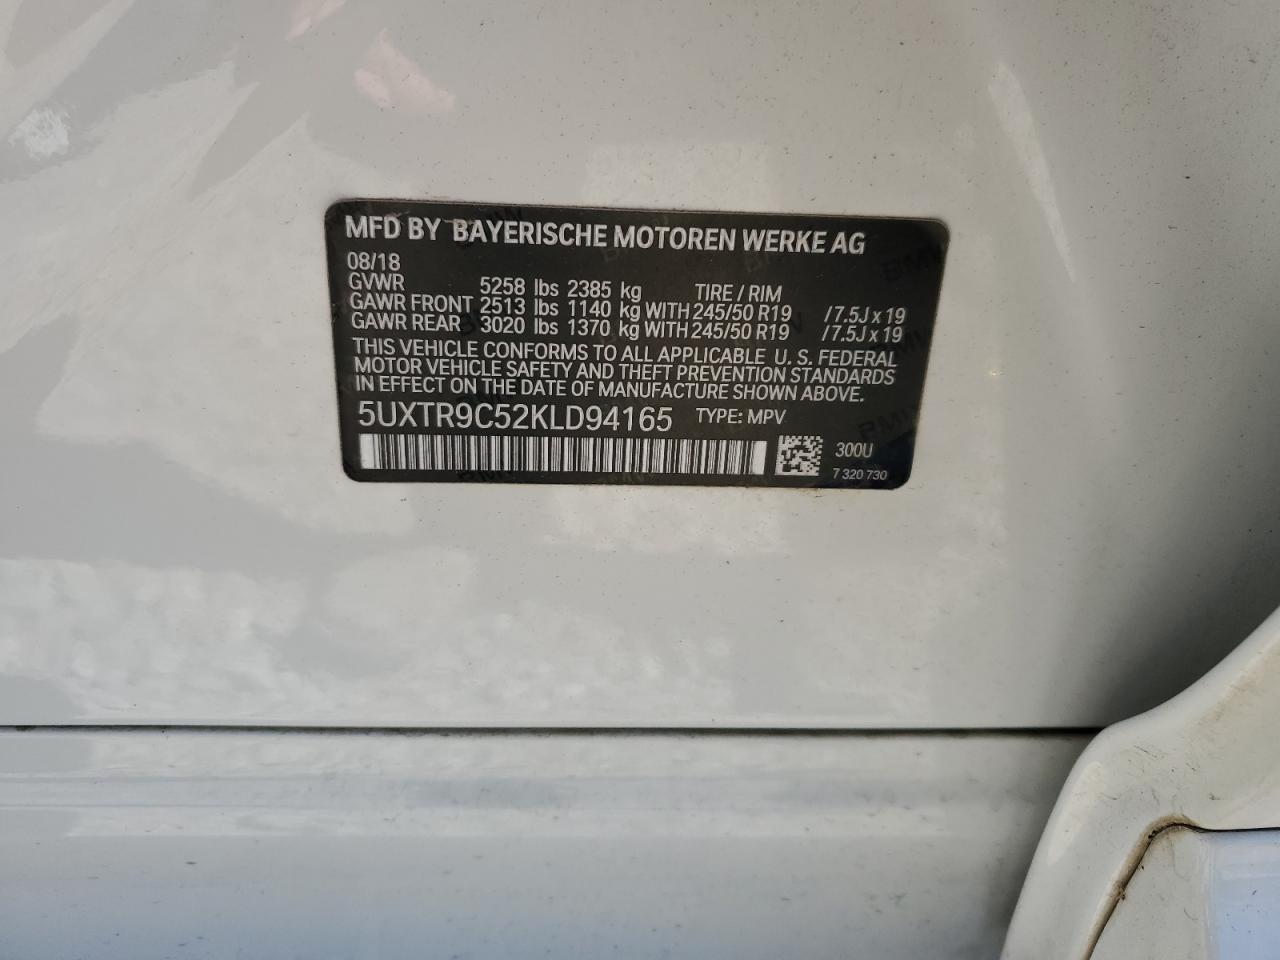 MFD BY BAYERISCHE MOTOREN WERKE AG
08/18
GVWR 5258 lbs 2385 kg TIRE / RIM
GAWR FRONT 2513 lbs 1140 kg WITH 245/50 R19 /7.5J x 19
GAWR REAR 3020 lbs 1370 kg WITH 245/50 R19 /7.5J x 19
THIS VEHICLE CONFORMS TO ALL APPLICABLE U. S. FEDERAL
MOTOR VEHICLE SAFETY AND THEFT PREVENTION STANDARDS
IN EFFECT ON THE DATE OF MANUFACTURE SHOWN ABOVE.
5UXTR9C52KLD94165 TYPE: MPV
300U
7 320 730